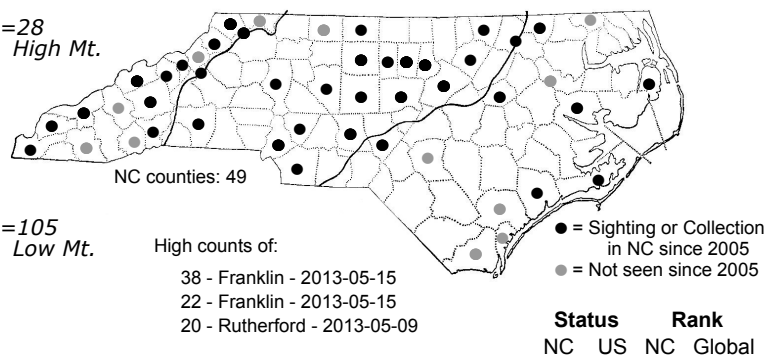 =28
High Mt.
NC counties: 49
=105
Low Mt.
High counts of:
38 - Franklin - 2013-05-15
22 - Franklin - 2013-05-15
20 - Rutherford - 2013-05-09
= Sighting or Collection
in NC since 2005
= Not seen since 2005
Status Rank
NC US NC Global